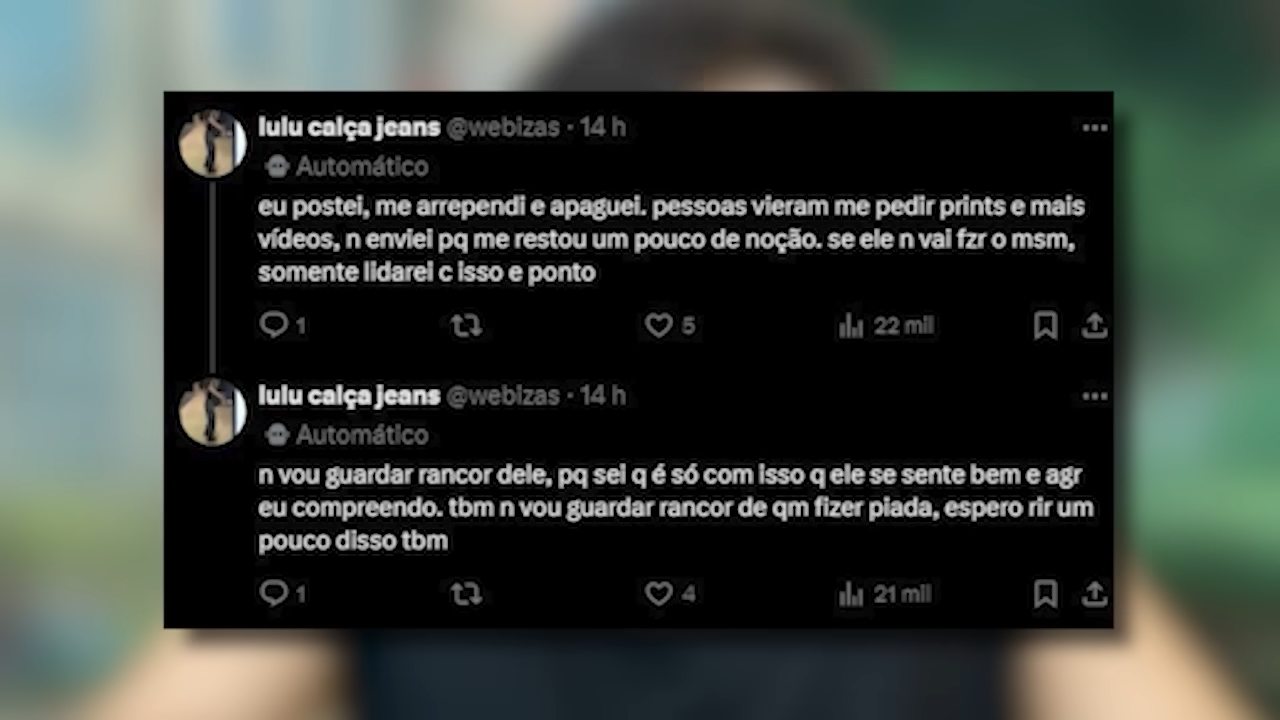 lulu calça jeans @webizas · 14 h
Automático
eu postei, me arrependi e apaguei. pessoas vieram me pedir prints e mais
vídeos, n enviei pq me restou um pouco de noção. se ele n vai fzr o msm,
somente lidarei c isso e ponto
1 5 22 mil
lulu calça jeans @webizas · 14 h
Automático
n vou guardar rancor dele, pq sei q é só com isso q ele se sente bem e agr
eu compreendo. tbm n vou guardar rancor de qm fizer piada, espero rir um
pouco disso tbm
1 4 21 mil